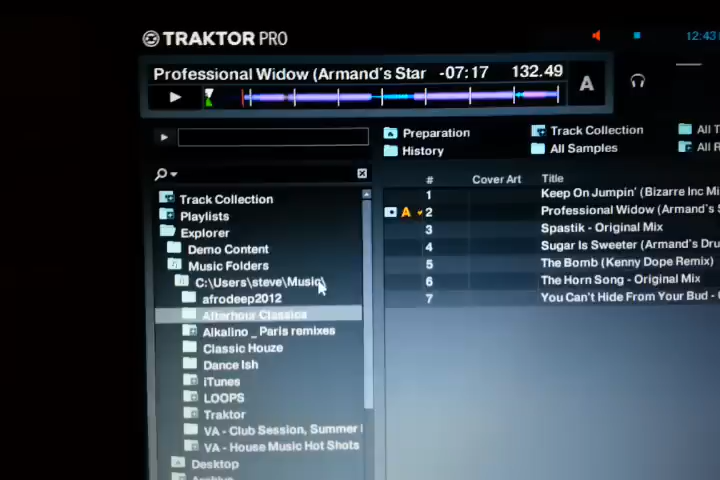 TRAKTOR PRO
12:43
Professional Widow (Armand's Star -07:17 132.49
A
Preparation
Track Collection
All T
History
All Samples
All R
# Cover Art Title
Track Collection
Playlists
Explorer
Demo Content
Music Folders
C:\Users\steve\Music\
afrodeep2012
Afterhour Classics
Alkalino _ Paris remixes
Classic Houze
Dance Ish
iTunes
LOOPS
Traktor
VA - Club Session, Summer
VA - House Music Hot Shots
Desktop
1 Keep On Jumpin' (Bizarre Inc Mi
A 2 Professional Widow (Armand's S
3 Spastik - Original Mix
4 Sugar Is Sweeter (Armand's Dru
5 The Bomb (Kenny Dope Remix)
6 The Horn Song - Original Mix
7 You Can't Hide From Your Bud -